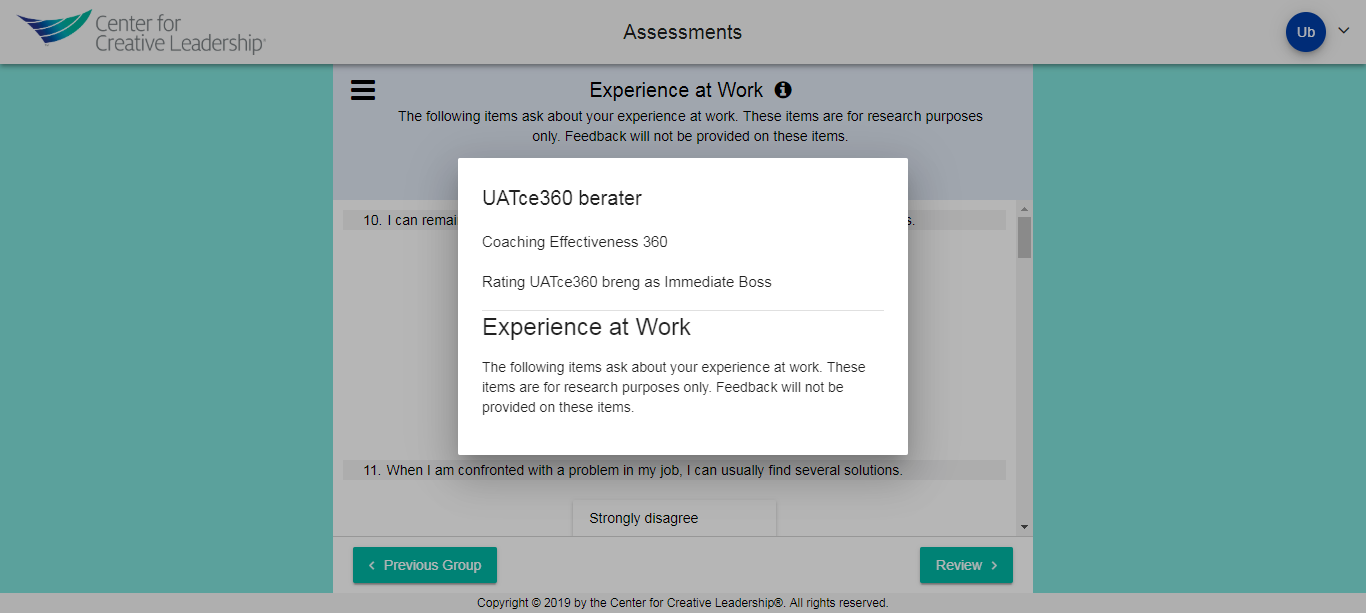 Center for
Creative Leadership®
Assessments
Ub
Experience at Work
The following items ask about your experience at work. These items are for research purposes
only. Feedback will not be provided on these items.
UATce360 berater
Coaching Effectiveness 360
Rating UATce360 breng as Immediate Boss
Experience at Work
The following items ask about your experience at work. These
items are for research purposes only. Feedback will not be
provided on these items.
10. I can remai s.
11. When I am confronted with a problem in my job, I can usually find several solutions.
Strongly disagree
Previous Group
Review
Copyright © 2019 by the Center for Creative Leadership®. All rights reserved.